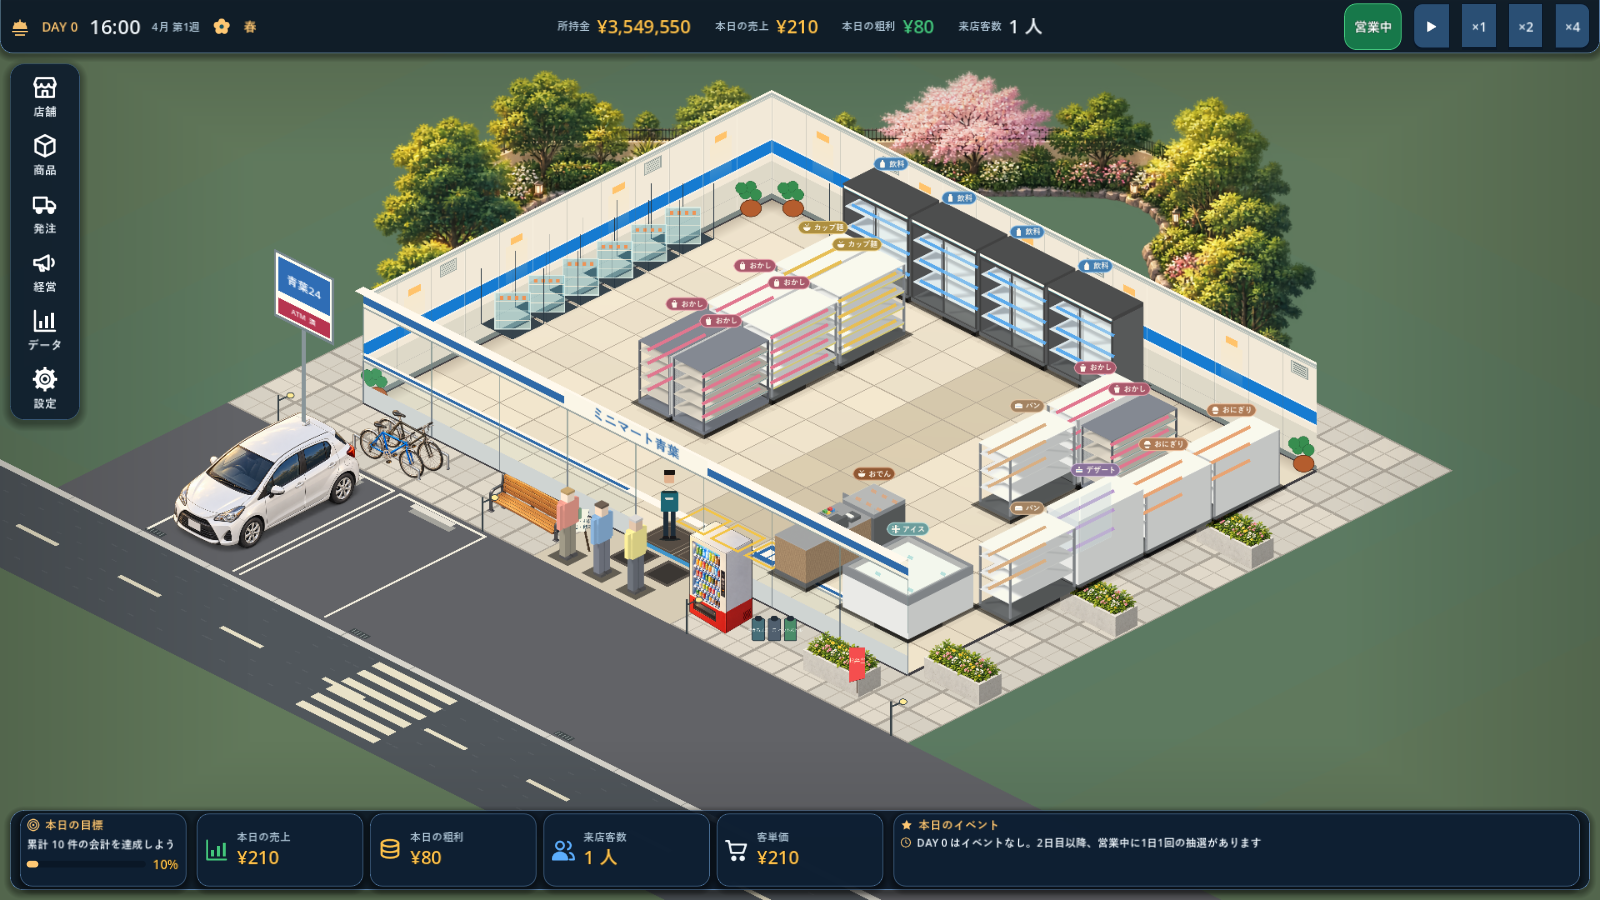 DAY 0 16:00 4月 第1週 春
所持金 ¥3,549,550 本日の売上 ¥210 本日の粗利 ¥80 来店客数 1 人
営業中 ×1 ×2 ×4
店舗
商品
発注
経営
データ
設定
飲料
飲料
飲料
飲料
カップ麺
カップ麺
おかし
おかし
おかし
おかし
おかし
おかし
パン
おにぎり
おにぎり
デザート
おでん
パン
アイス
青葉24
ATM
ミニマート青葉
本日の目標
累計 10 件の会計を達成しよう
10%
本日の売上
¥210
本日の粗利
¥80
来店客数
1 人
客単価
¥210
本日のイベント
DAY 0 はイベントなし。2日目以降、営業中に1日1回の抽選があります